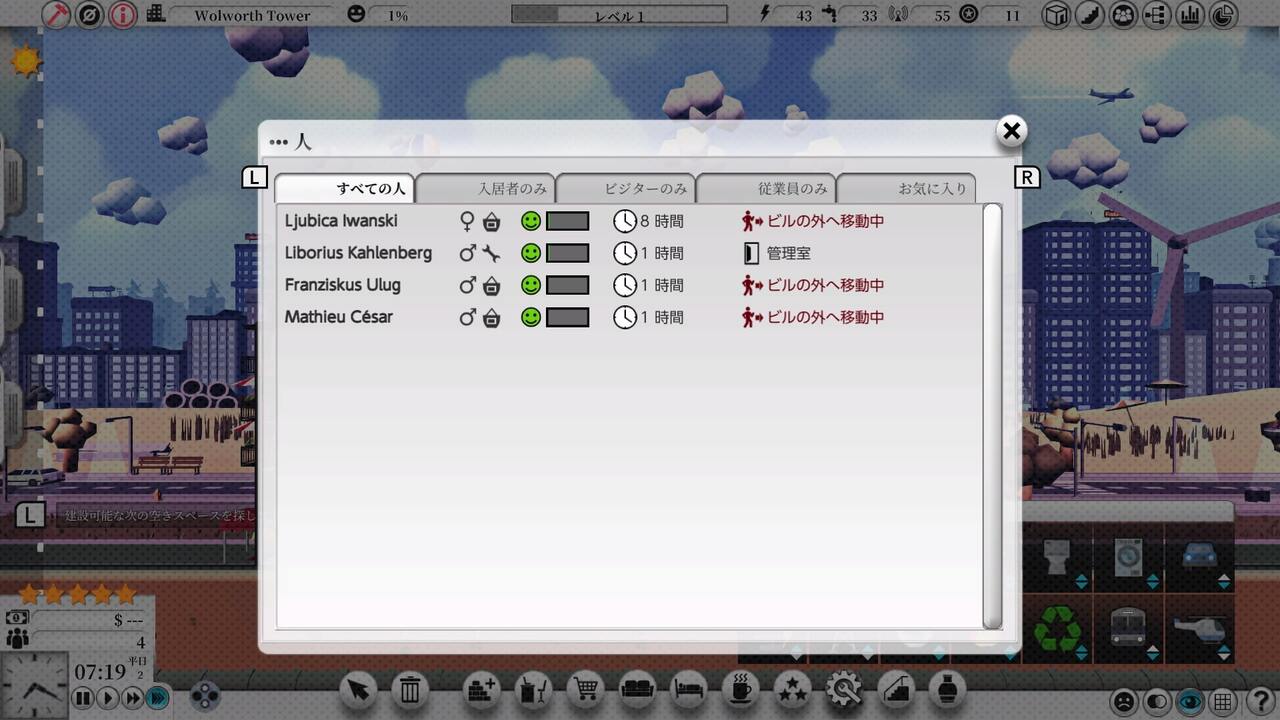 Wolworth Tower 1% レベル 1 43 33 55 11
••• 人
L すべての人 入居者のみ ビジターのみ 従業員のみ お気に入り R
Ljubica Iwanski 8 時間 ビルの外へ移動中
Liborius Kahlenberg 1 時間 管理室
Franziskus Ulug 1 時間 ビルの外へ移動中
Mathieu César 1 時間 ビルの外へ移動中
L 建設可能な次の空きスペースを探し
$ ---
4
07:19 平日 2
?